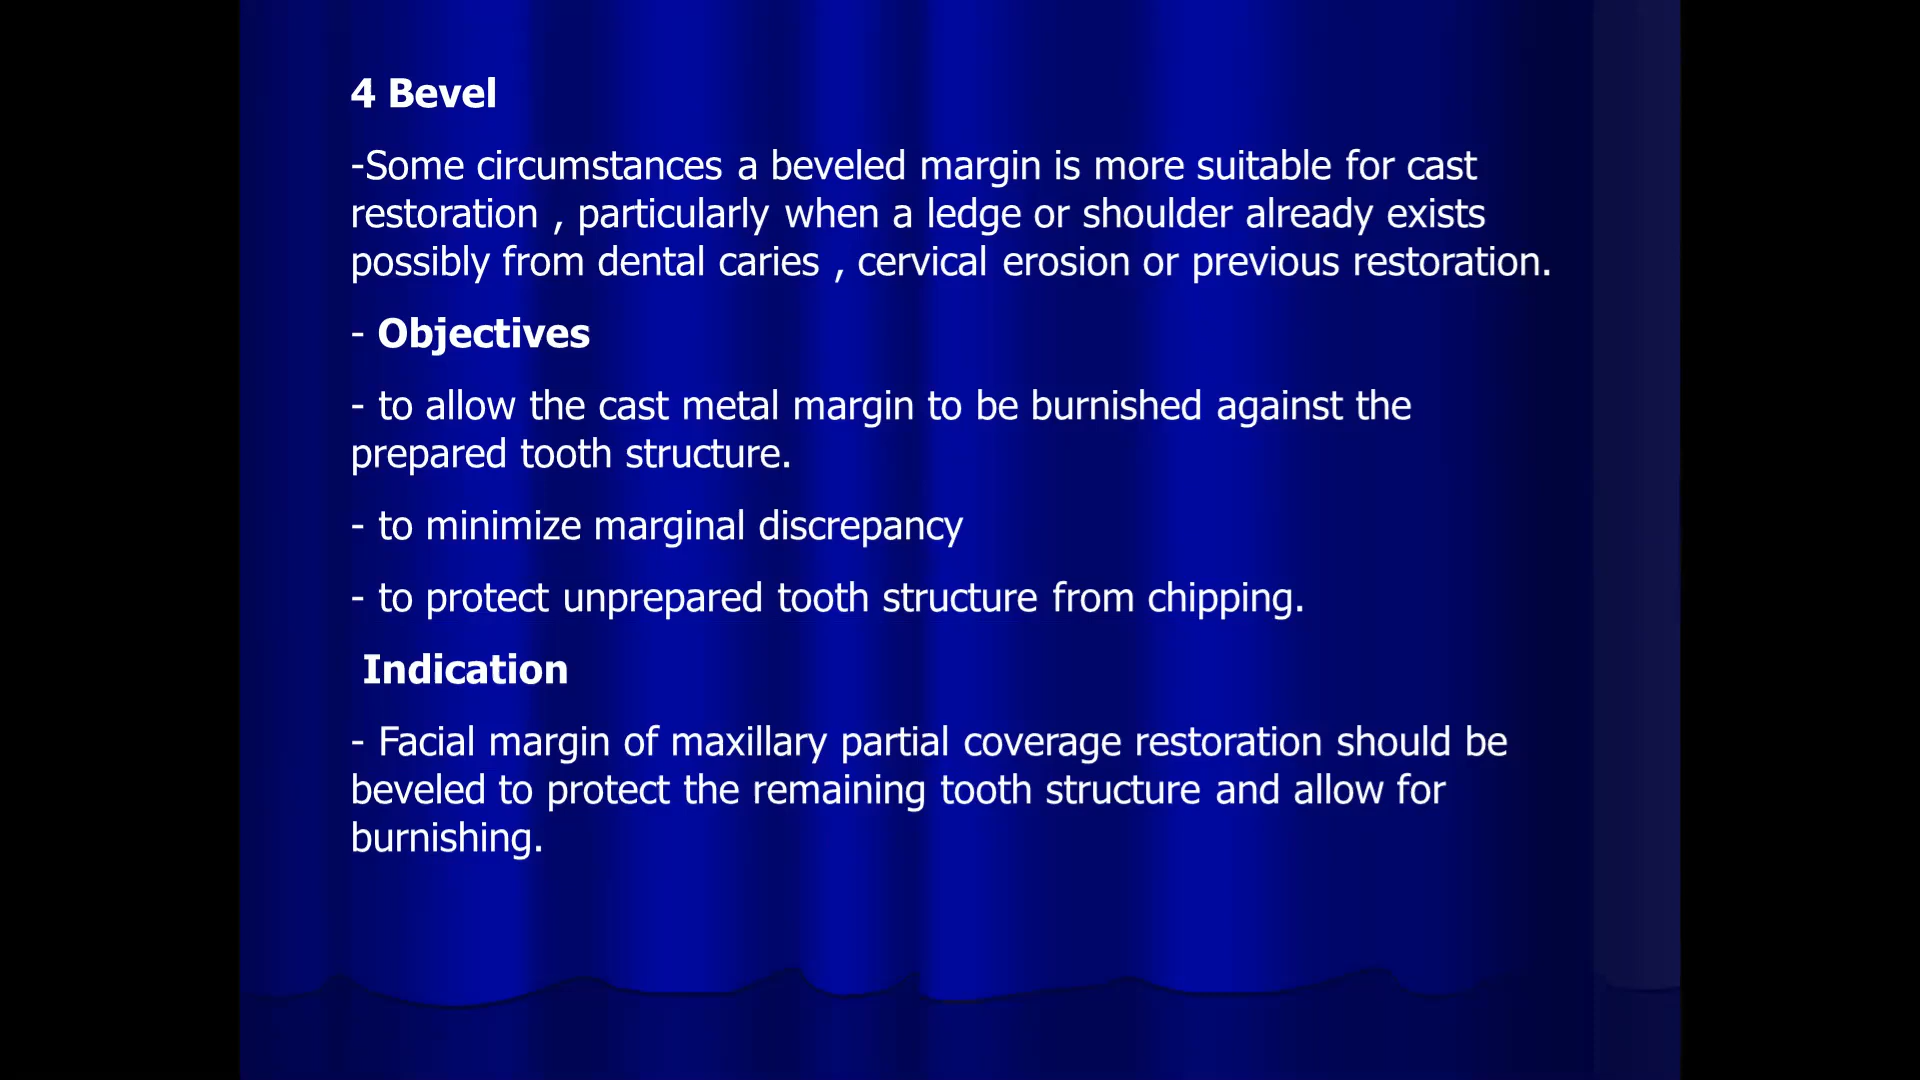 4 Bevel
-Some circumstances a beveled margin is more suitable for cast
restoration , particularly when a ledge or shoulder already exists
possibly from dental caries , cervical erosion or previous restoration.
- Objectives
- to allow the cast metal margin to be burnished against the
prepared tooth structure.
- to minimize marginal discrepancy
- to protect unprepared tooth structure from chipping.
Indication
- Facial margin of maxillary partial coverage restoration should be
beveled to protect the remaining tooth structure and allow for
burnishing.